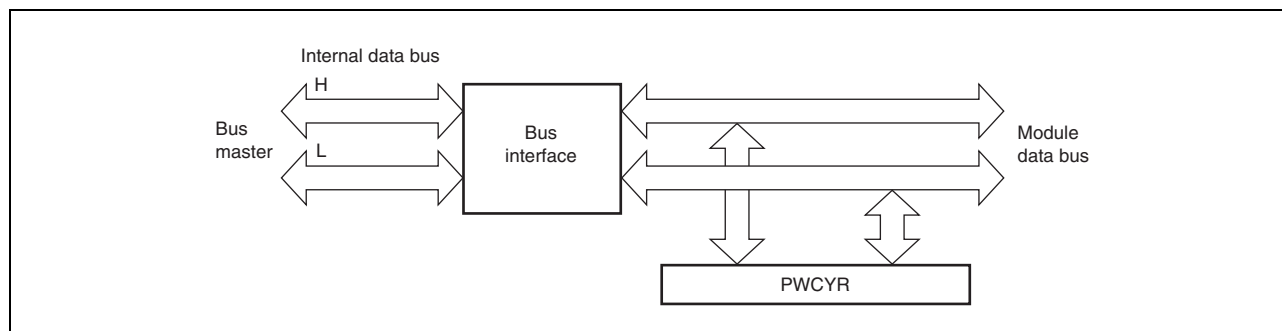 Internal data bus
H
Bus
master
L
Bus
interface
Module
data bus
PWCYR